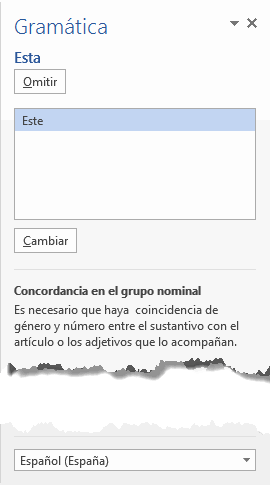 Gramática
Esta
Omitir
Este
Cambiar
Concordancia en el grupo nominal
Es necesario que haya coincidencia de
género y número entre el sustantivo con el
artículo o los adjetivos que lo acompañan.
Español (España)